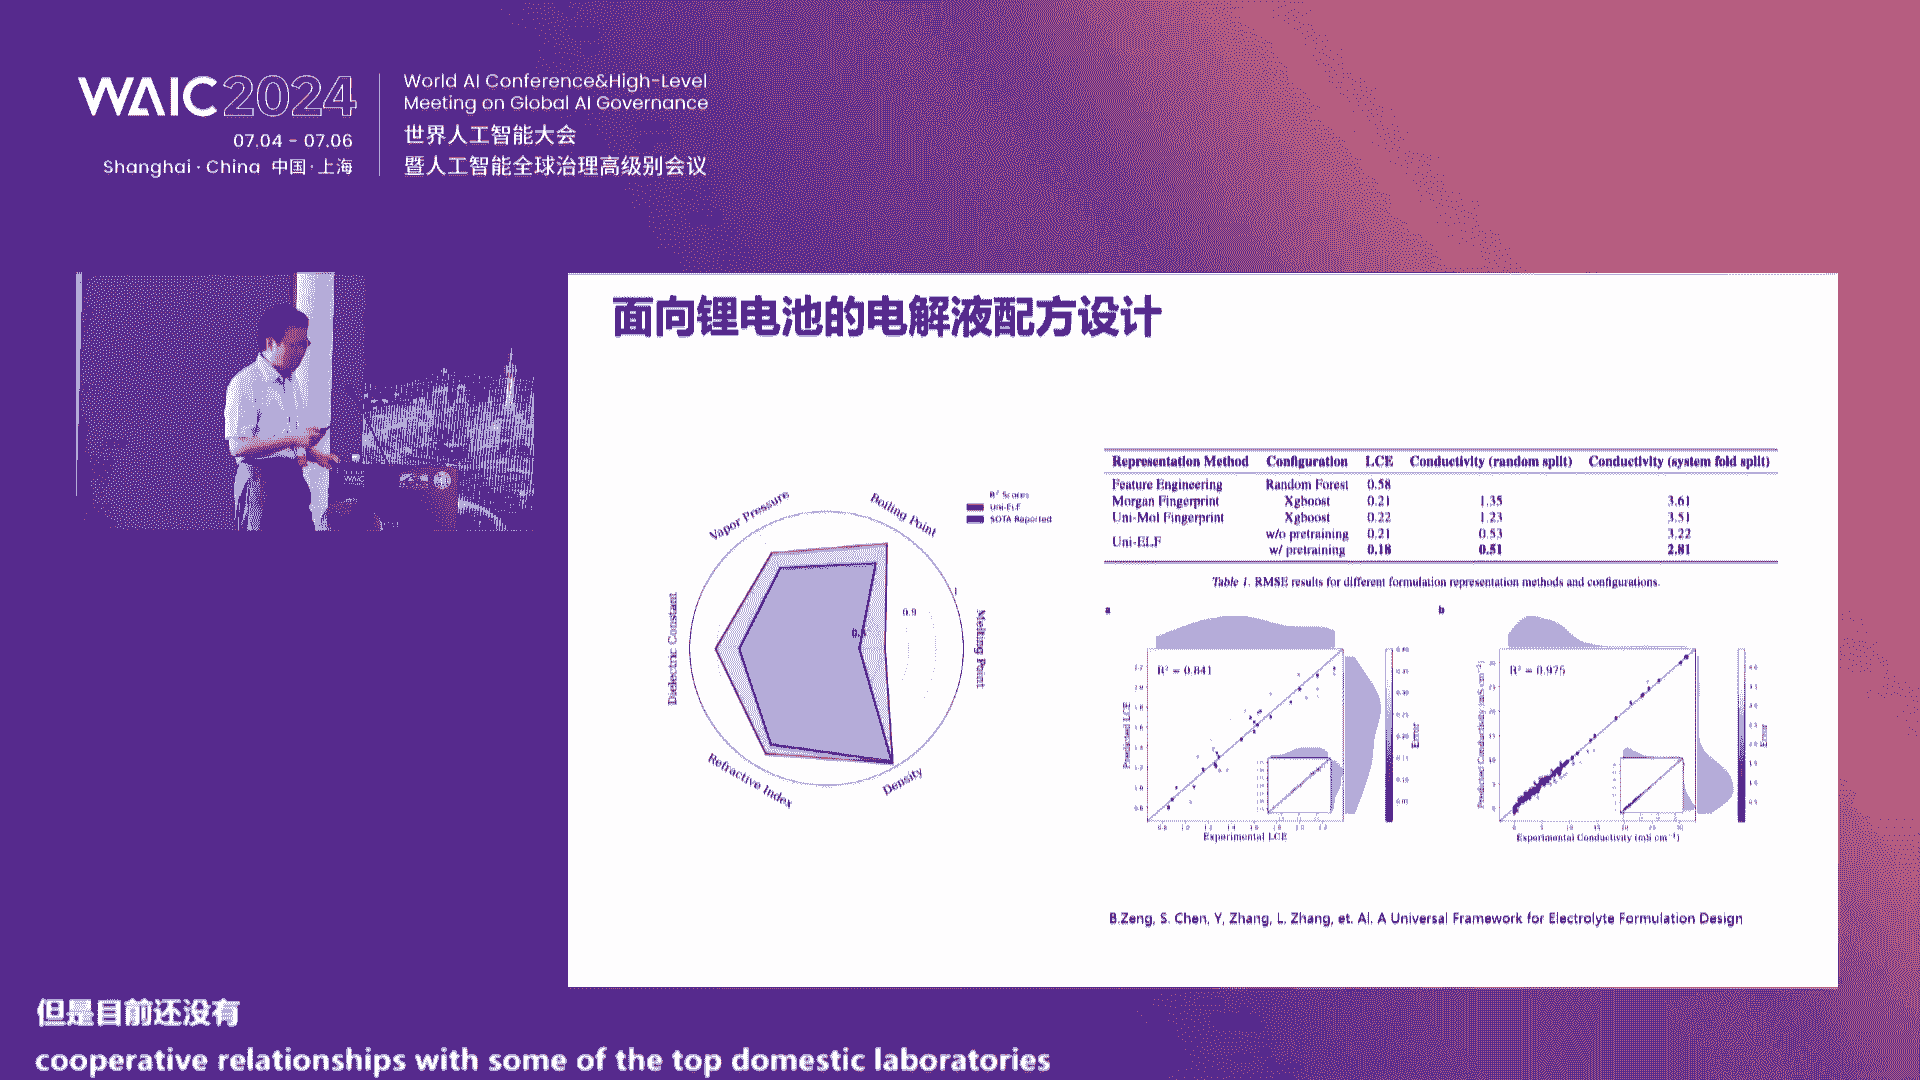 WAIC 2024
07.04 - 07.06
Shanghai · China 中国·上海
World AI Conference&High-Level
Meeting on Global AI Governance
世界人工智能大会
暨人工智能全球治理高级别会议
面向锂电池的电解液配方设计
Vapor Pressure
Boiling Point
Melting Point
Density
Refractive Index
Dielectric Constant
R² Scores
Uni-ELF
SOTA Reported
1
0.9
Representation Method Configuration LCE Conductivity (random split) Conductivity (system fold split)
Feature Engineering Random Forest 0.58
Morgan Fingerprint Xgboost 0.21 1.35 3.61
Uni-Mol Fingerprint Xgboost 0.22 1.23 3.51
Uni-ELF w/o pretraining 0.21 0.53 3.22
w/ pretraining 0.18 0.51 2.81
Table 1. RMSE results for different formulation representation methods and configurations.
a
R² = 0.841
Predicted LCE
Experimental LCE
Error
b
R² = 0.975
Predicted Conductivity (mS cm⁻¹)
Experimental Conductivity (mS cm⁻¹)
Error
B.Zeng, S. Chen, Y, Zhang, L. Zhang, et. Al. A Universal Framework for Electrolyte Formulation Design
但是目前还没有
cooperative relationships with some of the top domestic laboratories